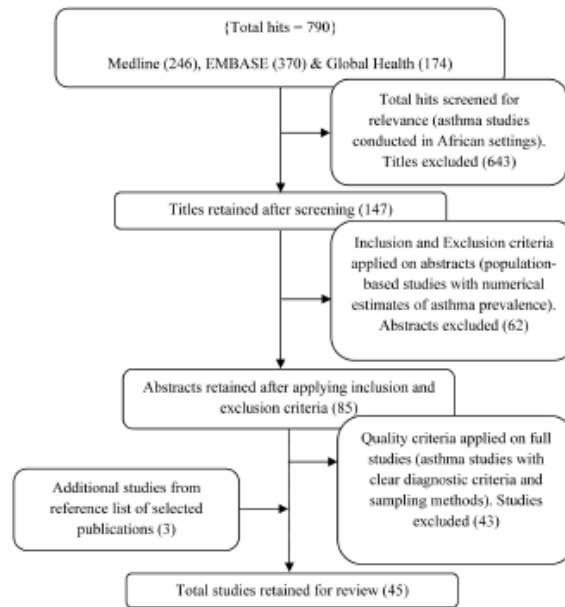 {Total hits = 790}
Medline (246), EMBASE (370) & Global Health (174)
Total hits screened for
relevance (asthma studies
conducted in African settings).
Titles excluded (643)
Titles retained after screening (147)
Inclusion and Exclusion criteria
applied on abstracts (population-
based studies with numerical
estimates of asthma prevalence).
Abstracts excluded (62)
Abstracts retained after applying inclusion and
exclusion criteria (85)
Quality criteria applied on full
studies (asthma studies with
clear diagnostic criteria and
sampling methods). Studies
excluded (43)
Additional studies from
reference list of selected
publications (3)
Total studies retained for review (45)